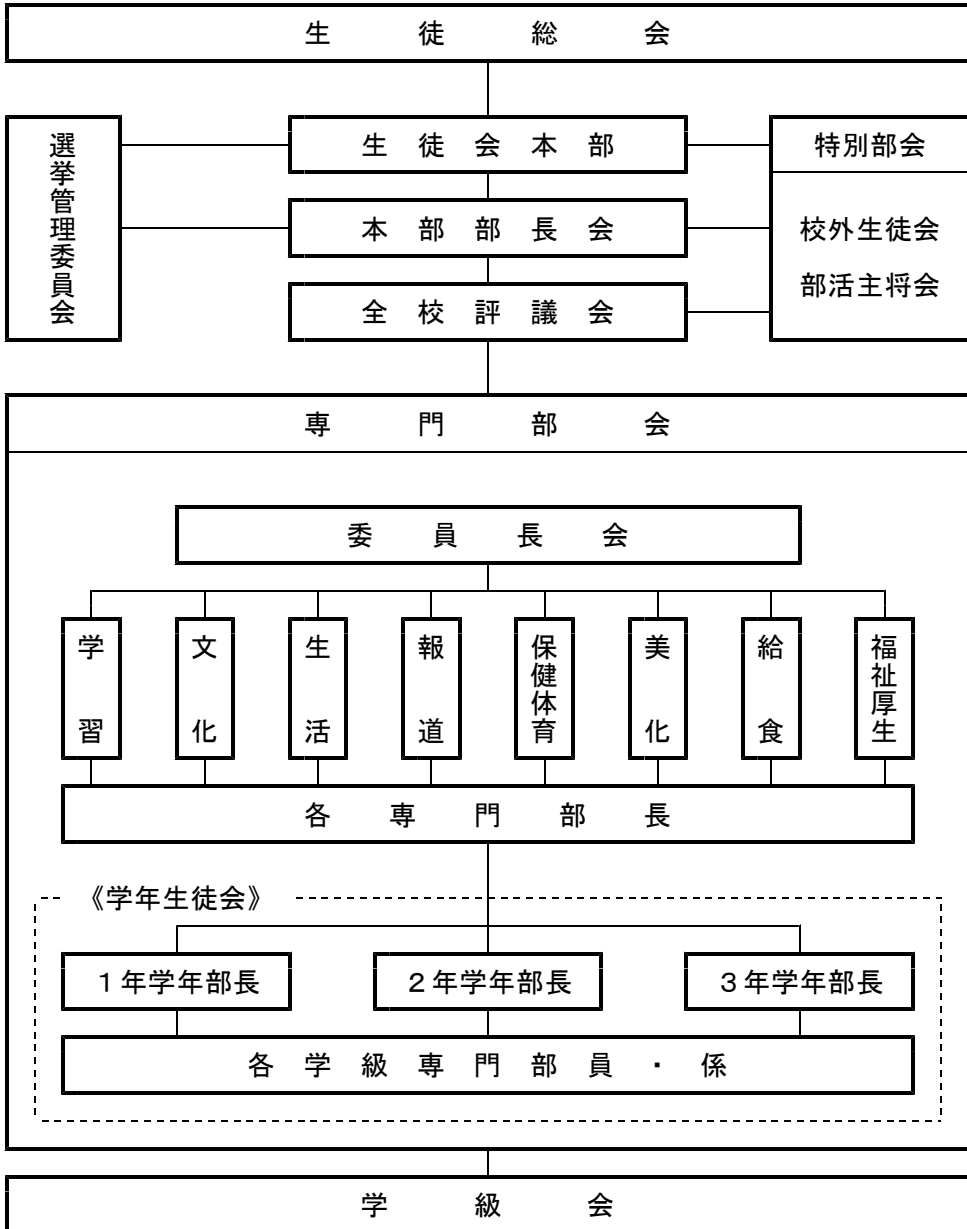 生徒総会
選挙管理委員会
生徒会本部
本部部長会
全校評議会
特別部会
校外生徒会
部活主将会
専門部会
委員長会
学習
文化
生活
報道
保健体育
美化
給食
福祉厚生
各専門部長
《学年生徒会》
１年学年部長
２年学年部長
３年学年部長
各学級専門部員・係
学級会